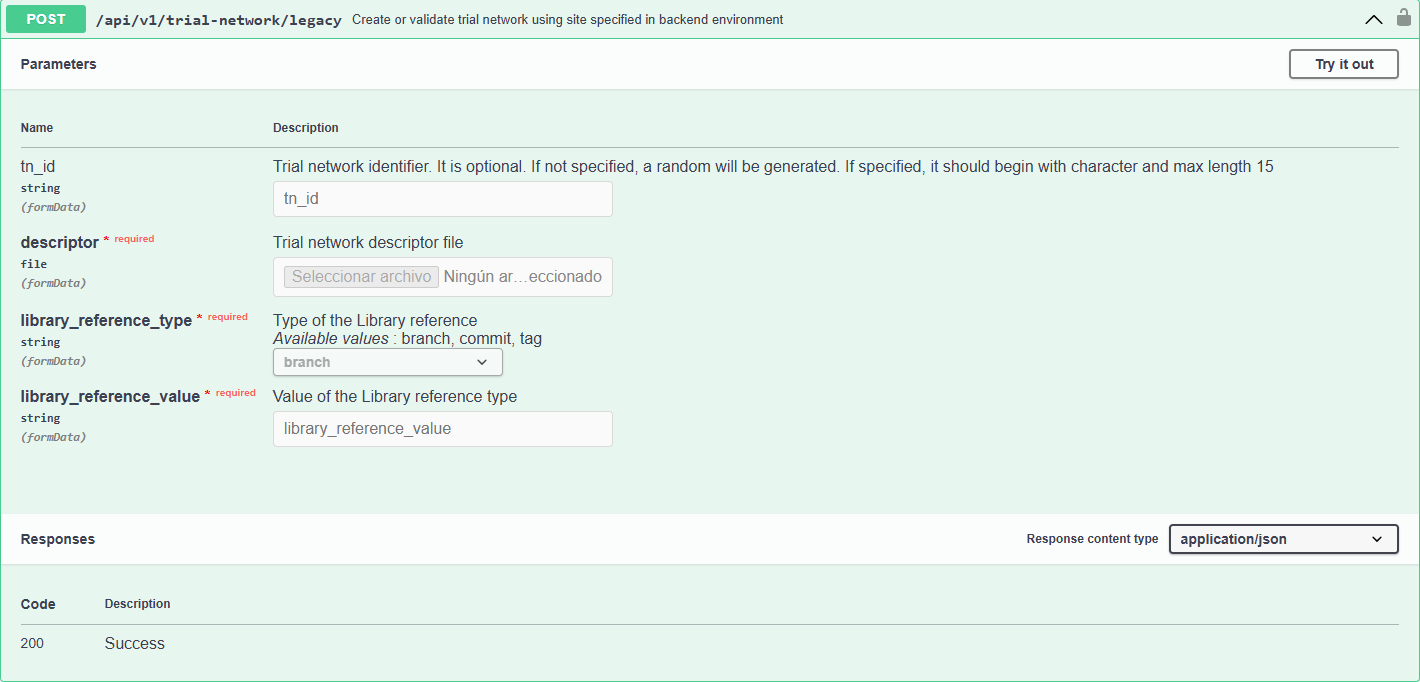 POST /api/v1/trial-network/legacy Create or validate trial network using site specified in backend environment
Parameters Try it out
Name Description
tn_id Trial network identifier. It is optional. If not specified, a random will be generated. If specified, it should begin with character and max length 15
string
(formData)
tn_id
descriptor * required Trial network descriptor file
file
(formData)
Seleccionar archivo Ningún ar…eccionado
library_reference_type * required Type of the Library reference
string
(formData)
Available values : branch, commit, tag
branch
library_reference_value * required Value of the Library reference type
string
(formData)
library_reference_value
Responses Response content type application/json
Code Description
200 Success